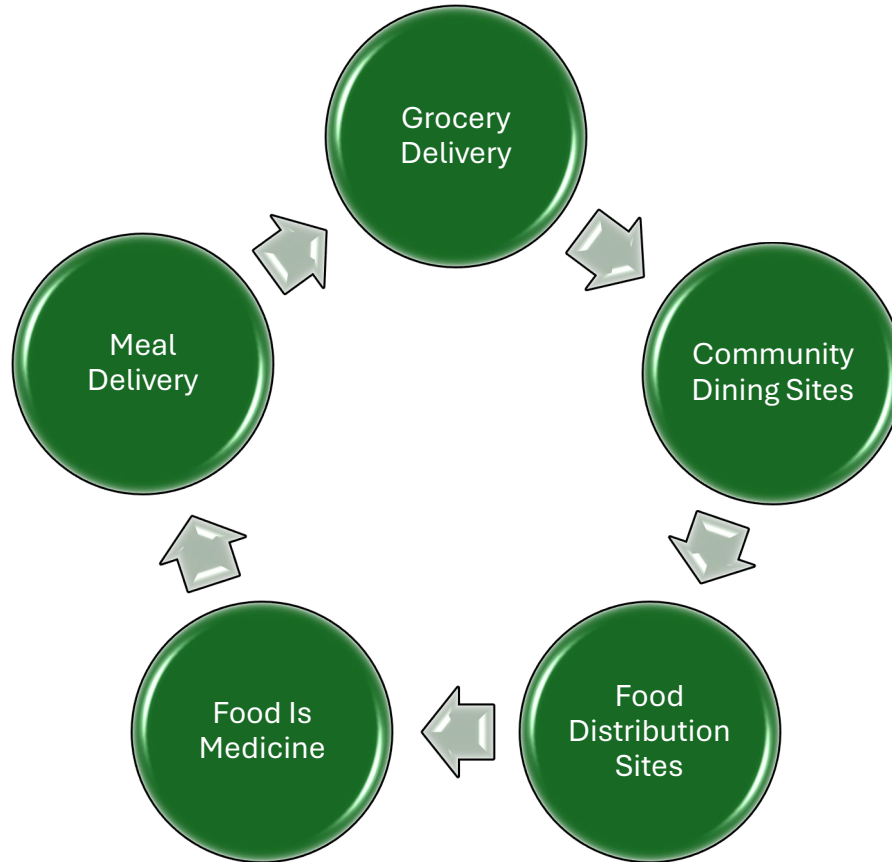 Grocery
Delivery
Community
Dining Sites
Food
Distribution
Sites
Food Is
Medicine
Meal
Delivery